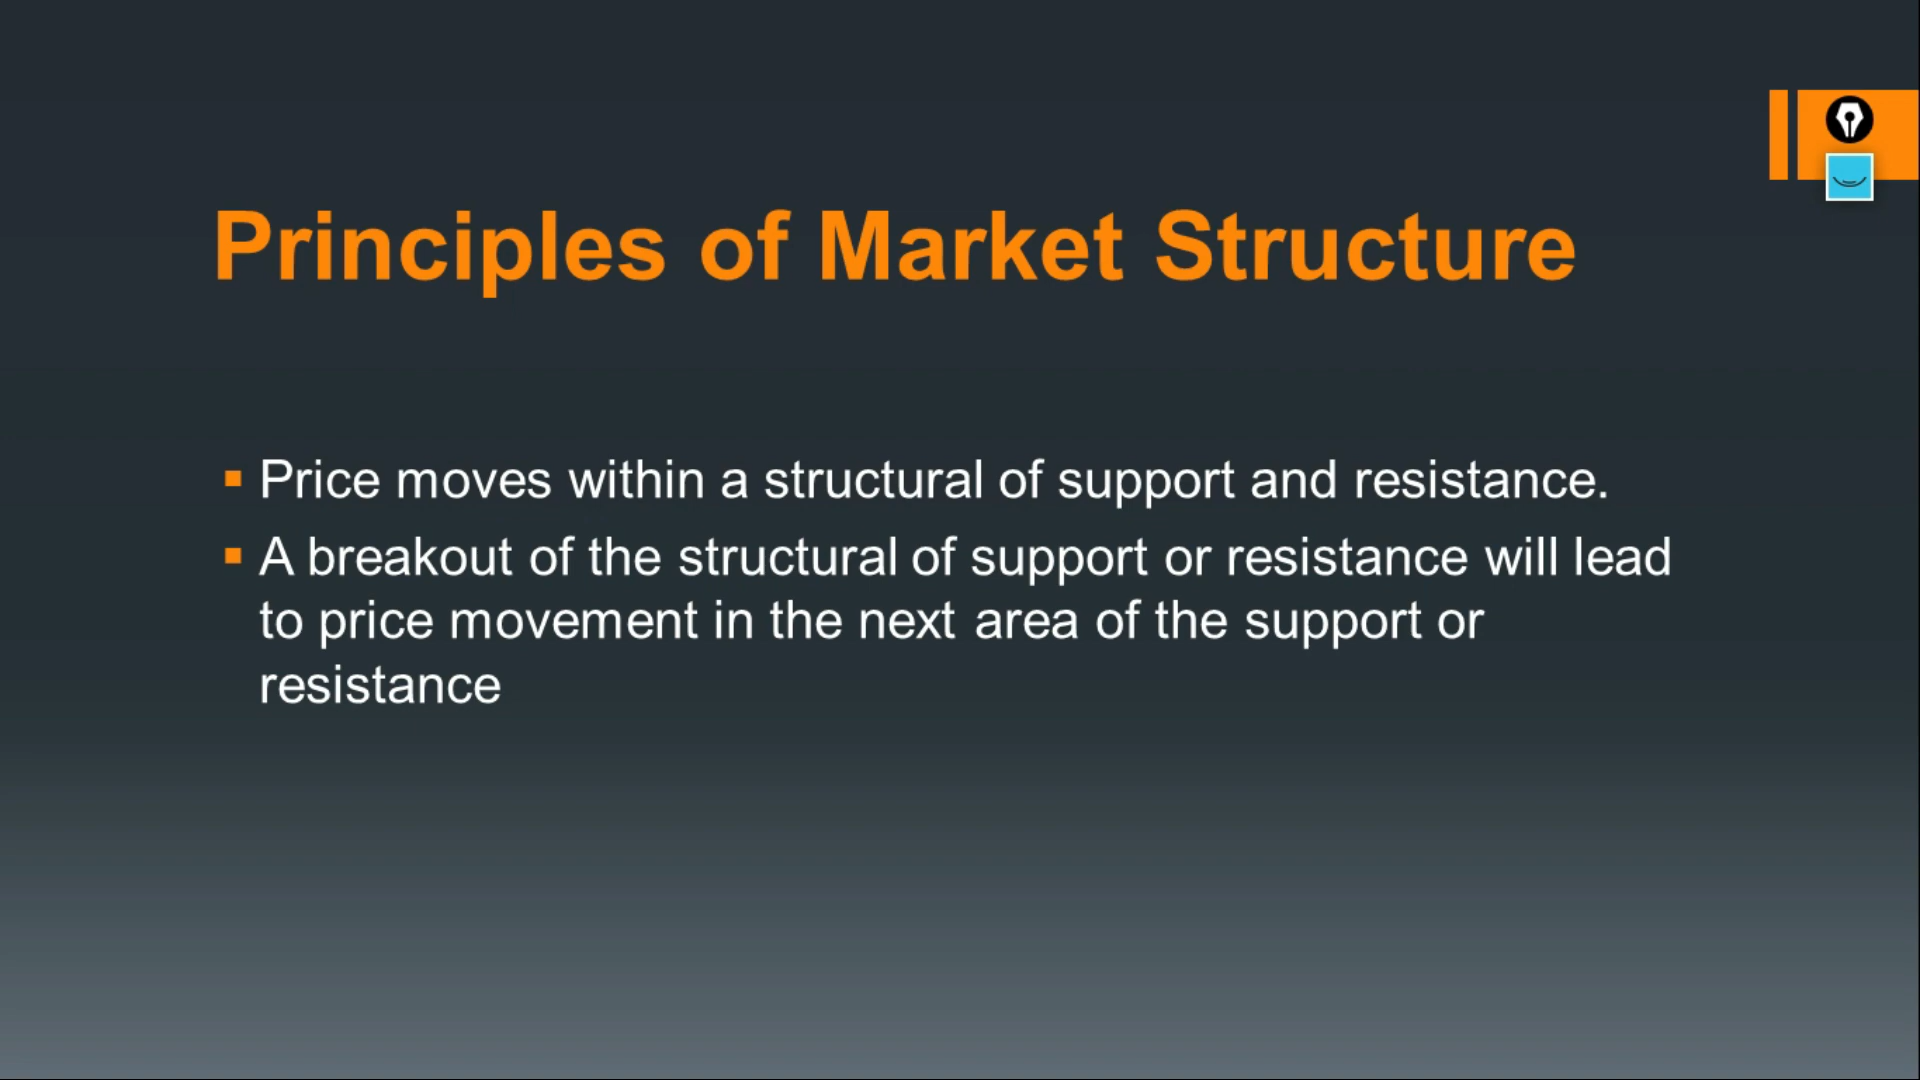 Principles of Market Structure
Price moves within a structural of support and resistance.
A breakout of the structural of support or resistance will lead
to price movement in the next area of the support or
resistance